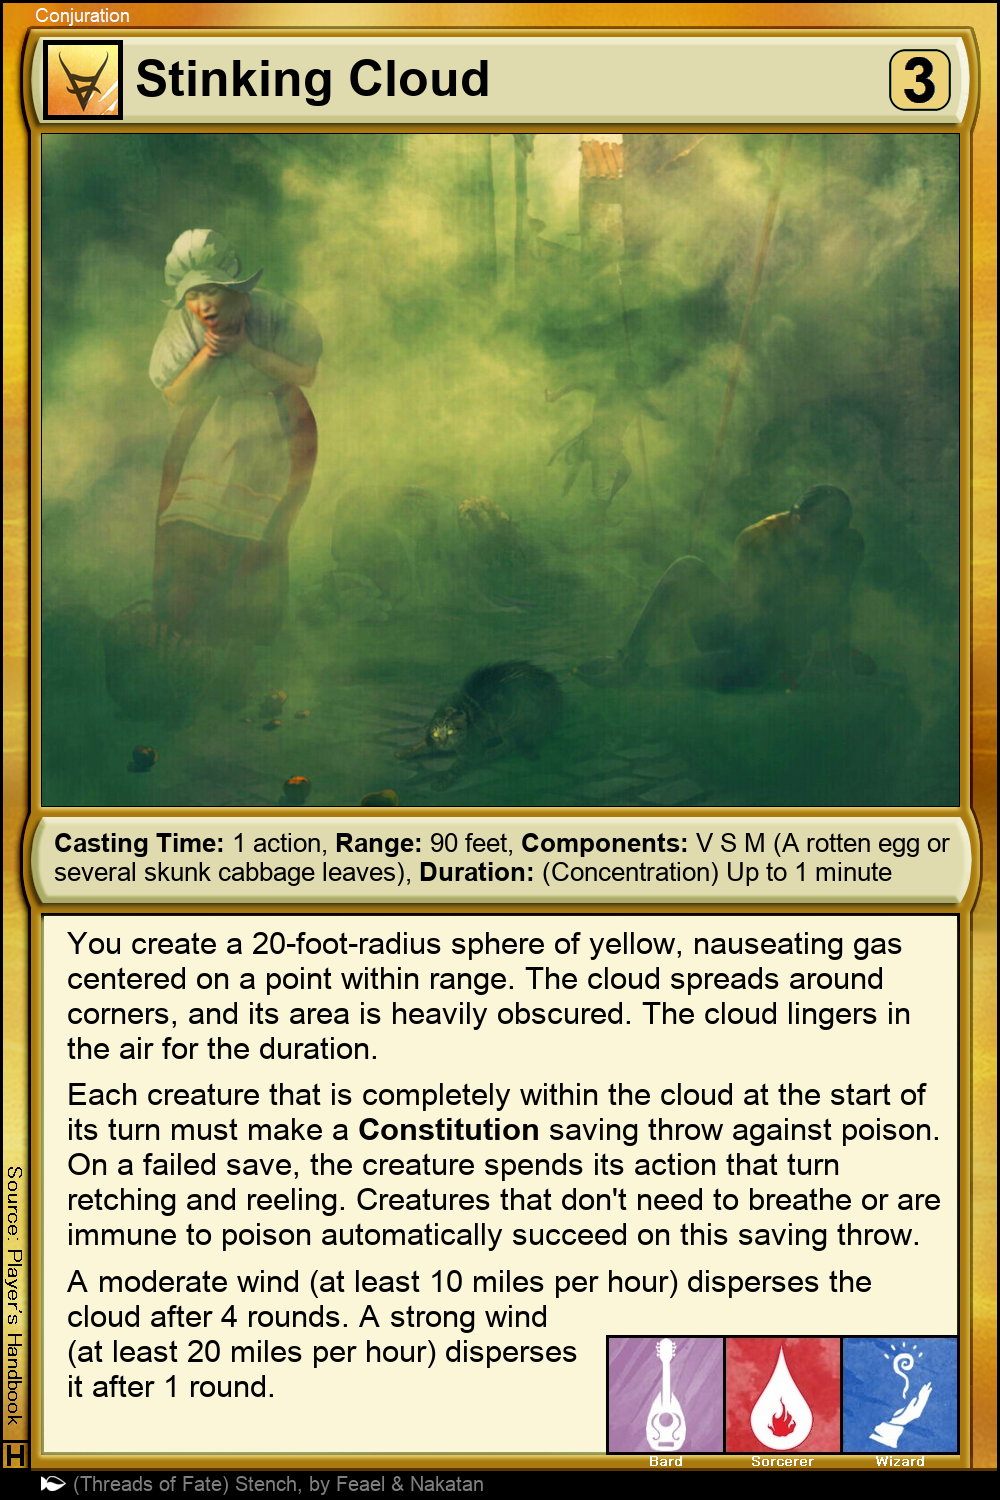 Conjuration
Stinking Cloud
3
Casting Time: 1 action, Range: 90 feet, Components: V S M (A rotten egg or
several skunk cabbage leaves), Duration: (Concentration) Up to 1 minute
You create a 20-foot-radius sphere of yellow, nauseating gas
centered on a point within range. The cloud spreads around
corners, and its area is heavily obscured. The cloud lingers in
the air for the duration.
Each creature that is completely within the cloud at the start of
its turn must make a Constitution saving throw against poison.
On a failed save, the creature spends its action that turn
retching and reeling. Creatures that don't need to breathe or are
immune to poison automatically succeed on this saving throw.
A moderate wind (at least 10 miles per hour) disperses the
cloud after 4 rounds. A strong wind
(at least 20 miles per hour) disperses
it after 1 round.
Bard
Sorcerer
Wizard
Source: Player's Handbook
H
(Threads of Fate) Stench, by Feael & Nakatan